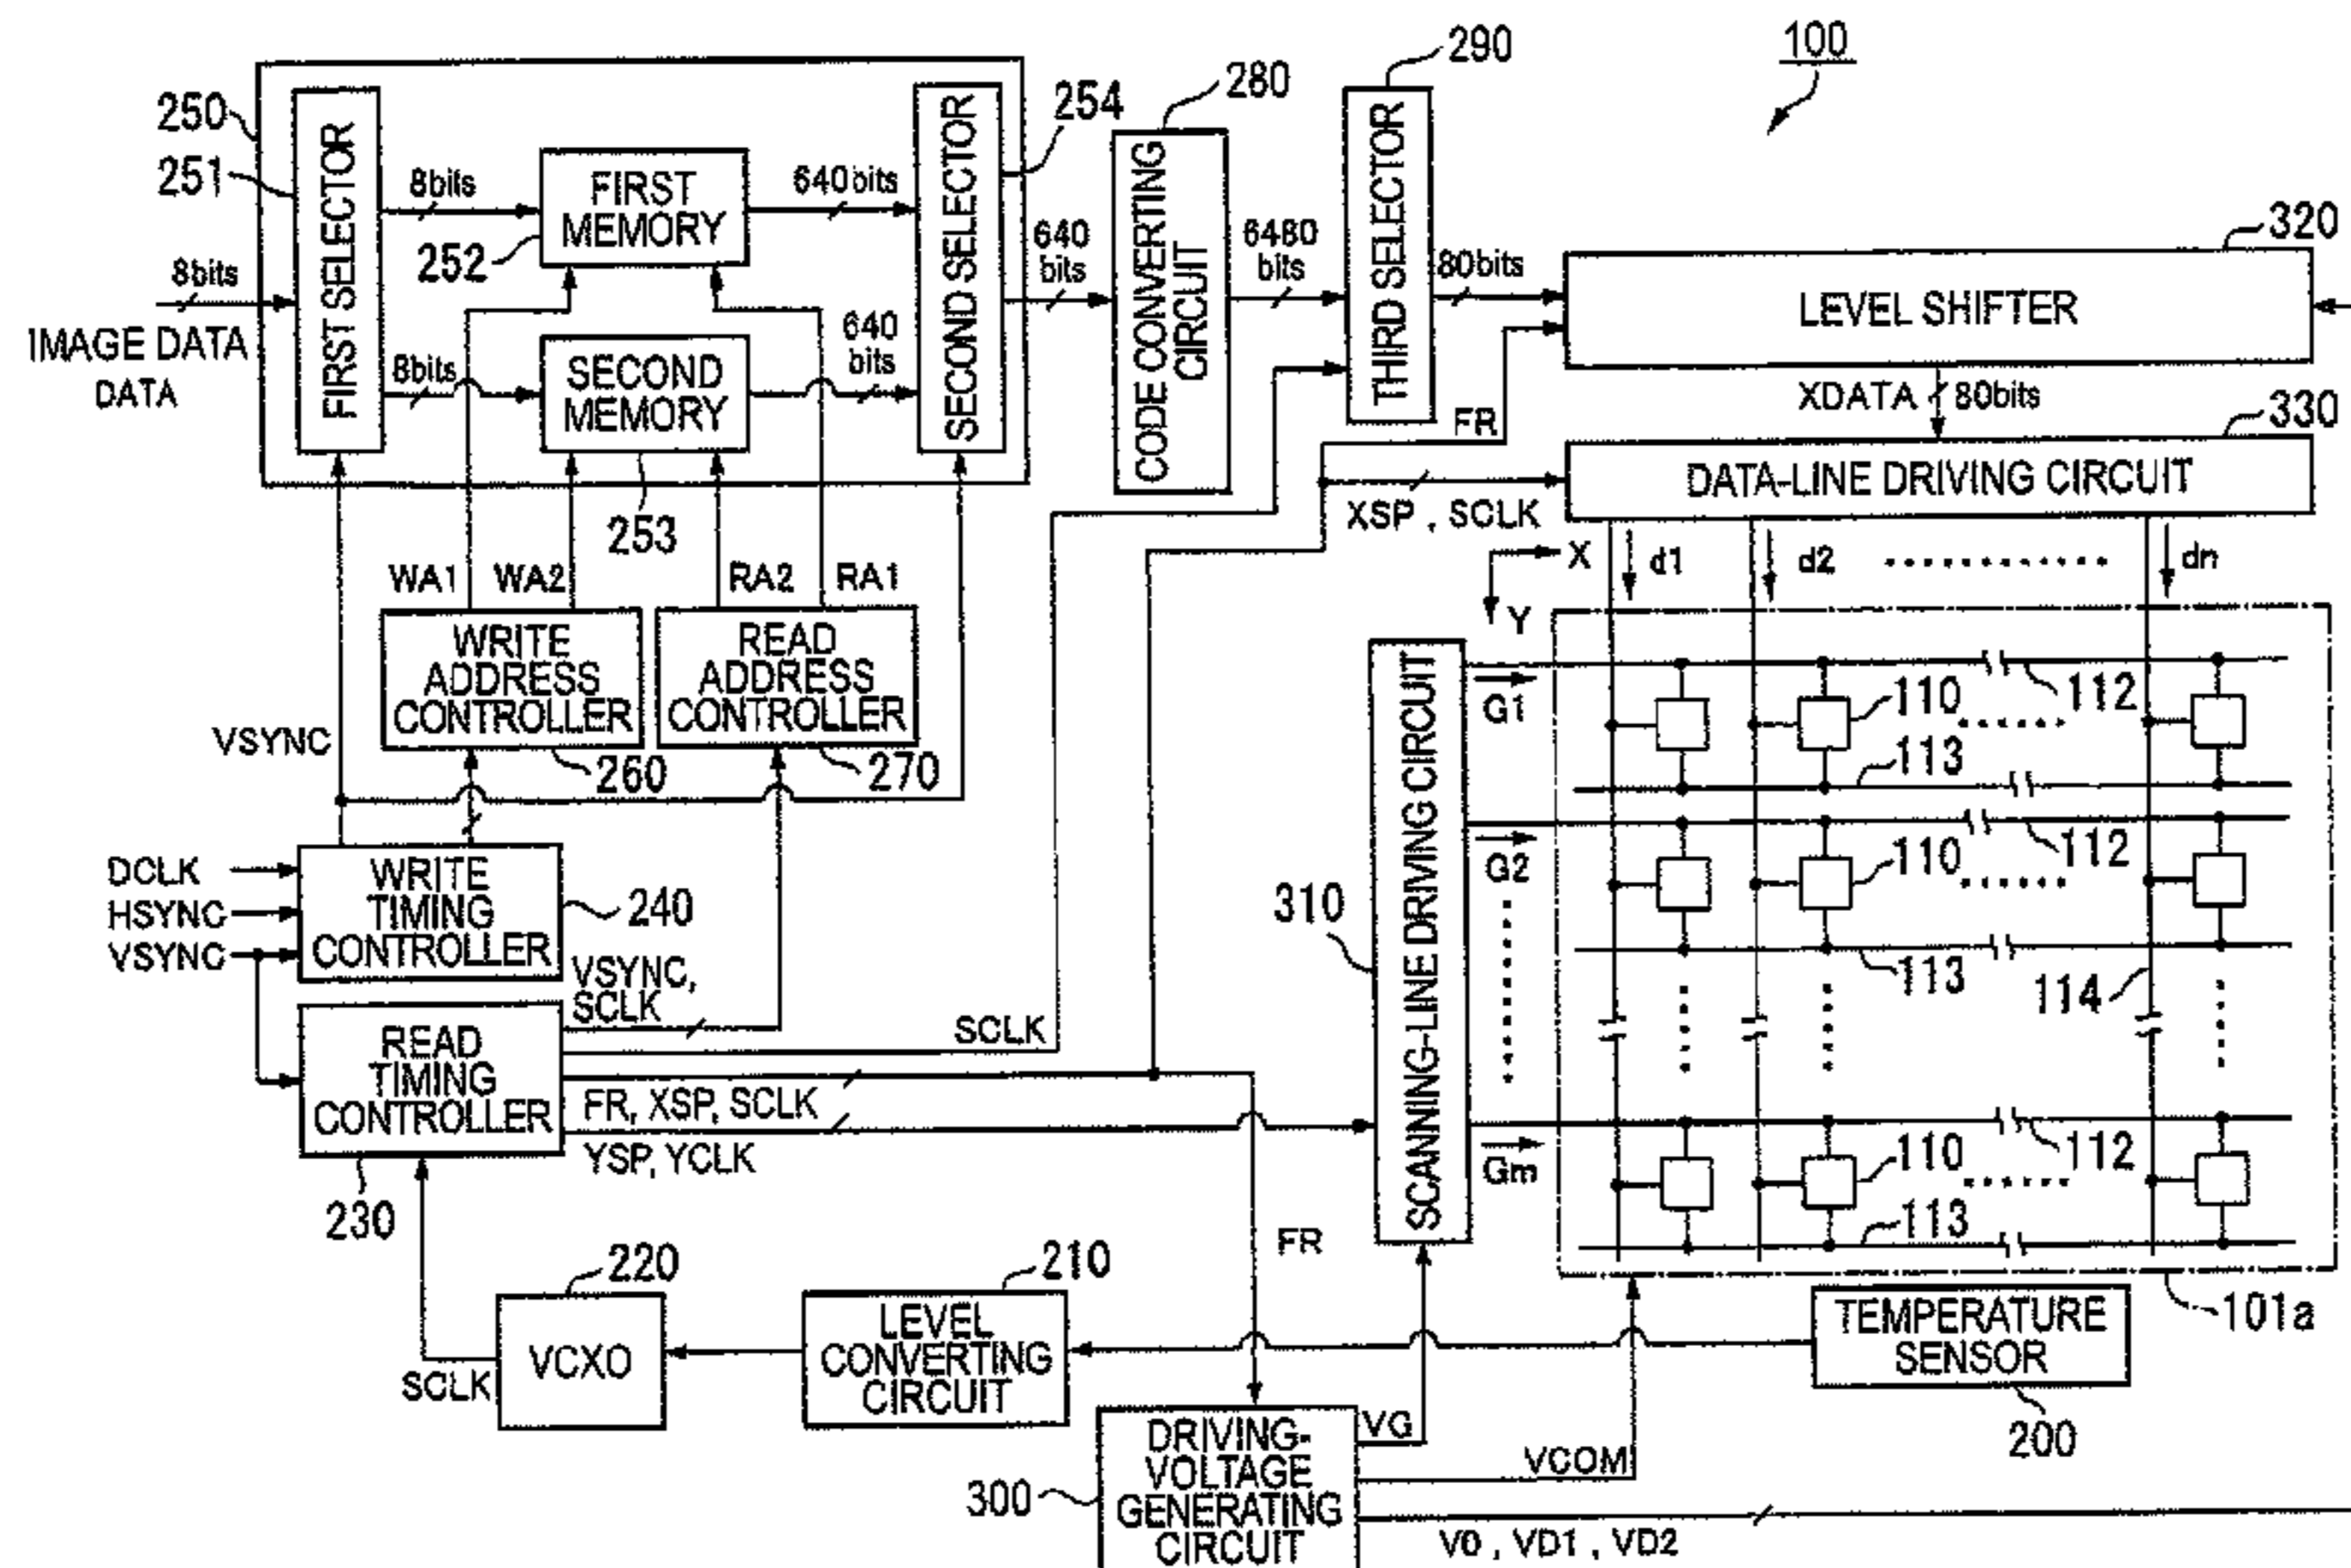 100
290
280
254
250
251
FIRST SELECTOR
8bits
FIRST
MEMORY
252
640bits
SECOND SELECTOR
640
bits
CODE CONVERTING
CIRCUIT
6480
bits
THIRD SELECTOR
80bits
320
LEVEL SHIFTER
8bits
IMAGE DATA
DATA
8bits
SECOND
MEMORY
253
640
bits
FR
XDATA
80bits
330
DATA-LINE DRIVING CIRCUIT
XSP , SCLK
X
Y
d1
d2
dn
WA1
WA2
RA2
RA1
WRITE
ADDRESS
CONTROLLER
260
READ
ADDRESS
CONTROLLER
270
VSYNC
DCLK
HSYNC
VSYNC
WRITE
TIMING
CONTROLLER
240
VSYNC,
SCLK
SCLK
READ
TIMING
CONTROLLER
230
FR, XSP, SCLK
YSP, YCLK
310
SCANNING-LINE DRIVING CIRCUIT
G1
110
112
113
G2
110
112
113
114
Gm
110
112
113
101a
FR
220
VCXO
SCLK
210
LEVEL
CONVERTING
CIRCUIT
TEMPERATURE
SENSOR
200
300
DRIVING-
VOLTAGE
GENERATING
CIRCUIT
VG
VCOM
V0 , VD1 , VD2